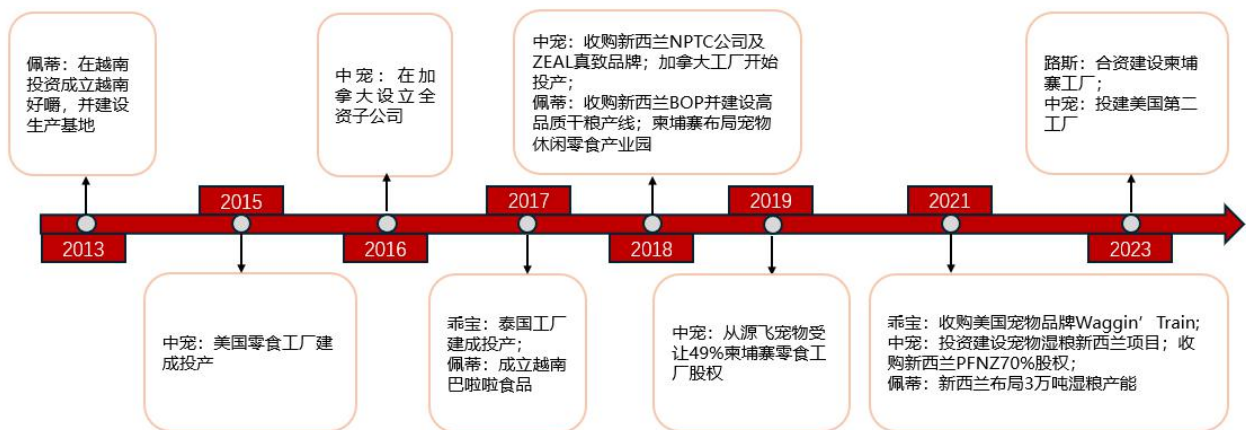 佩蒂：在越南
投资成立越南
好嚼，并建设
生产基地
中宠：在加
拿大设立全
资子公司
中宠：收购新西兰NPTC公司及
ZEAL真致品牌；加拿大工厂开始
投产；
佩蒂：收购新西兰BOP并建设高
品质干粮产线；柬埔寨布局宠物
休闲零食产业园
路斯：合资建设柬埔
寨工厂；
中宠：投建美国第二
工厂
2015
2017
2019
2021
2013
2016
2018
2023
中宠：美国零食工厂建
成投产
乖宝：泰国工厂
建成投产；
佩蒂：成立越南
巴啦啦食品
中宠：从源飞宠物受
让49%柬埔寨零食工
厂股权
乖宝：收购美国宠物品牌Waggin’ Train;
中宠：投资建设宠物湿粮新西兰项目；收
购新西兰PFNZ70%股权；
佩蒂：新西兰布局3万吨湿粮产能